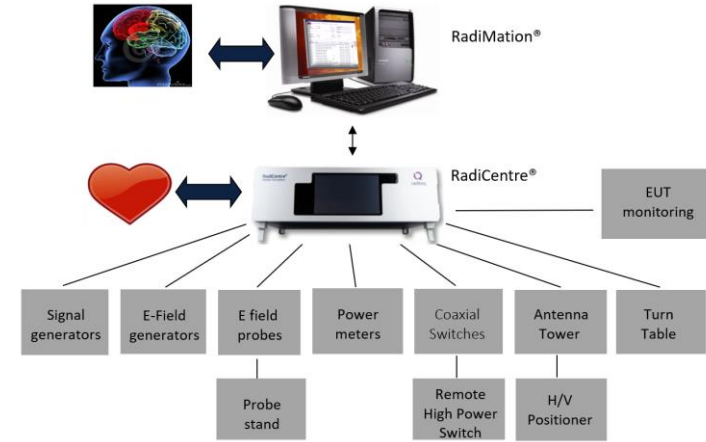 RadiMation®
RadiCentre®
RadiCentre®
EUT
monitoring
Signal
generators
E-Field
generators
E field
probes
Power
meters
Coaxial
Switches
Antenna
Tower
Turn
Table
Probe
stand
Remote
High Power
Switch
H/V
Positioner